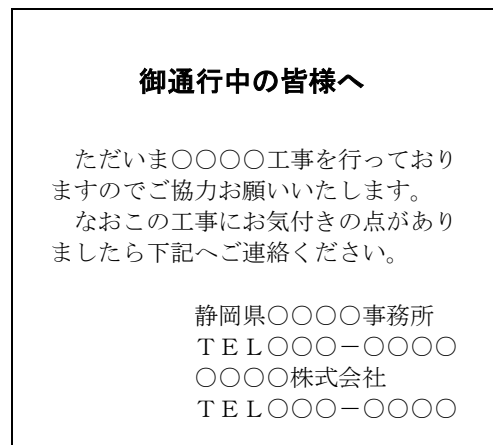 御通行中の皆様へ
　ただいま○○○○工事を行っており
ますのでご協力お願いいたします。
　なおこの工事にお気付きの点があり
ましたら下記へご連絡ください。
静岡県○○○○事務所
ＴＥＬ○○○－○○○○
○○○○株式会社
ＴＥＬ○○○－○○○○